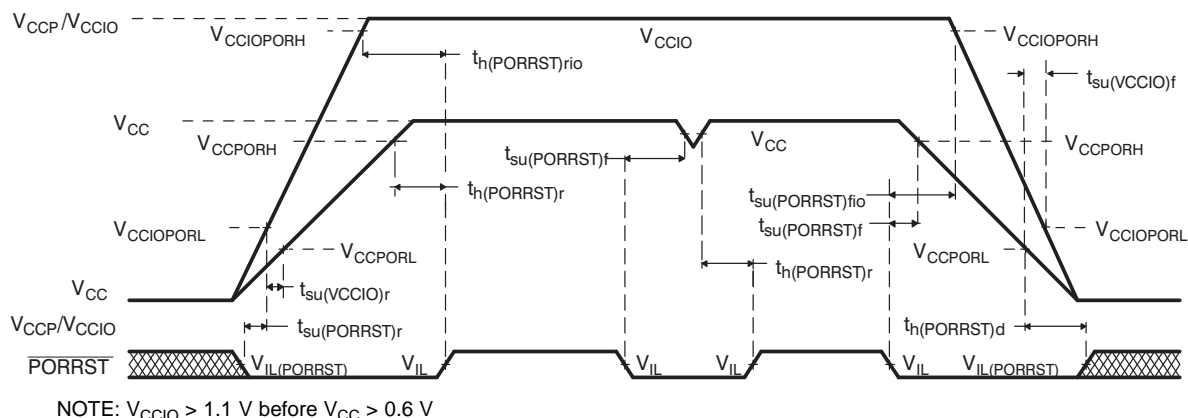 VCCP/VCCIO
VCCIOPORH
VCCIO
VCCIOPORH
th(PORRST)rio
tsu(VCCIO)f
VCC
VCCPORH
tsu(PORRST)f
VCC
VCCPORH
th(PORRST)r
tsu(PORRST)fio
tsu(PORRST)f
VCCIOPORL
VCCPORL
VCCPORL
VCCIOPORL
th(PORRST)r
VCC
tsu(VCCIO)r
VCCP/VCCIO
tsu(PORRST)r
th(PORRST)d
PORRST
VIL(PORRST)
VIL
VIL
VIL
VIL
VIL(PORRST)
NOTE: VCCIO > 1.1 V before VCC > 0.6 V